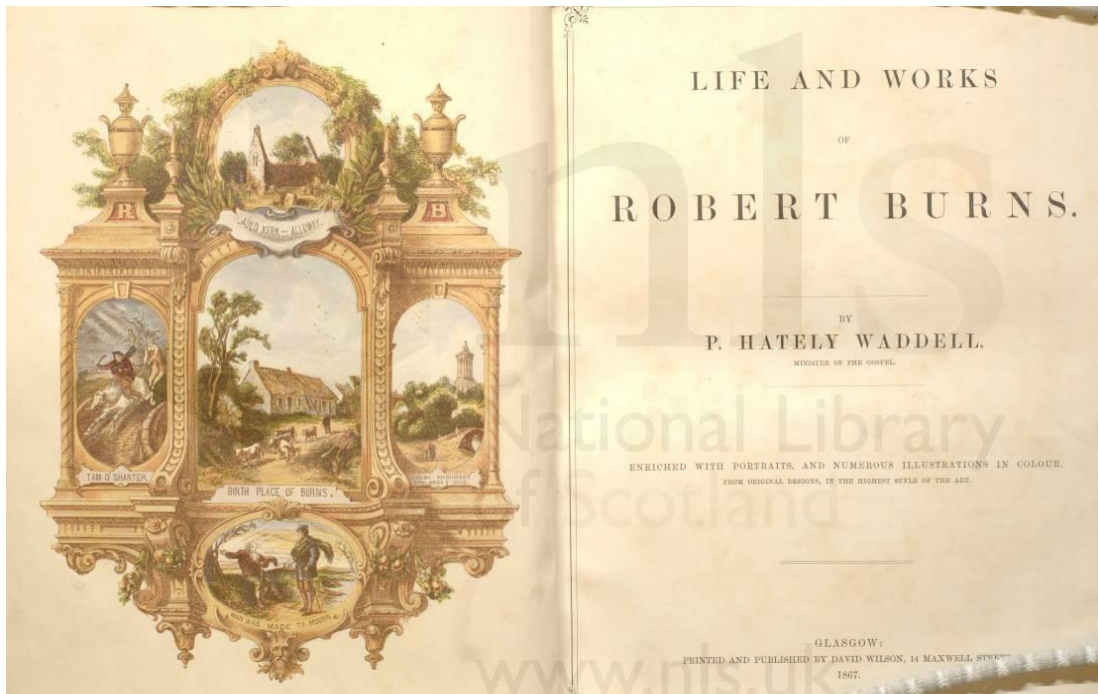 R
B
AULD KIRK - ALLOWAY.
TAM O' SHANTER.
BIRTH PLACE OF BURNS.
BURNS MONUMENT
MAN WAS MADE TO MOURN
LIFE AND WORKS
OF
ROBERT BURNS.
BY
P. HATELY WADDELL,
MINISTER OF THE GOSPEL.
ENRICHED WITH PORTRAITS, AND NUMEROUS ILLUSTRATIONS IN COLOUR,
FROM ORIGINAL DESIGNS, IN THE HIGHEST STYLE OF THE ART.
GLASGOW:
PRINTED AND PUBLISHED BY DAVID WILSON, 14 MAXWELL STREET
1867.
nls
National Library
of Scotland
www.nls.uk